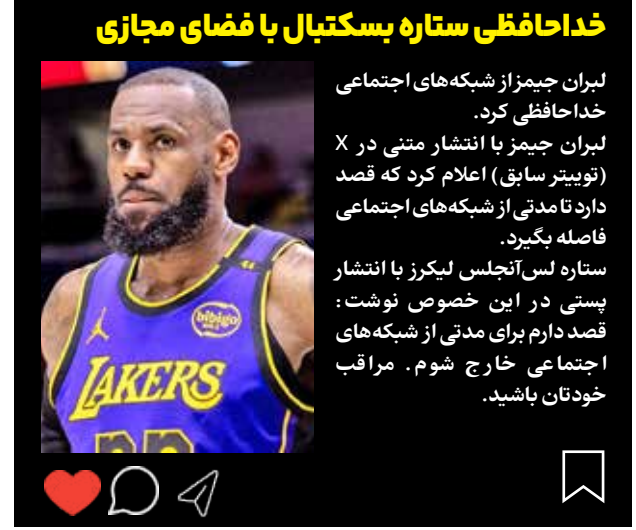 خداحافظی ستاره بسکتبال با فضای مجازی
لبران جیمز از شبکه‌های اجتماعی
خداحافظی کرد.
لبران جیمز با انتشار متنی در X
(توییتر سابق) اعلام کرد که قصد
دارد تا مدتی از شبکه‌های اجتماعی
فاصله بگیرد.
ستاره لس‌آنجلس لیکرز با انتشار
پستی در این خصوص نوشت:
قصد دارم برای مدتی از شبکه‌های
اجتماعی خارج شوم. مراقب
خودتان باشید.
bibigo
LAKERS